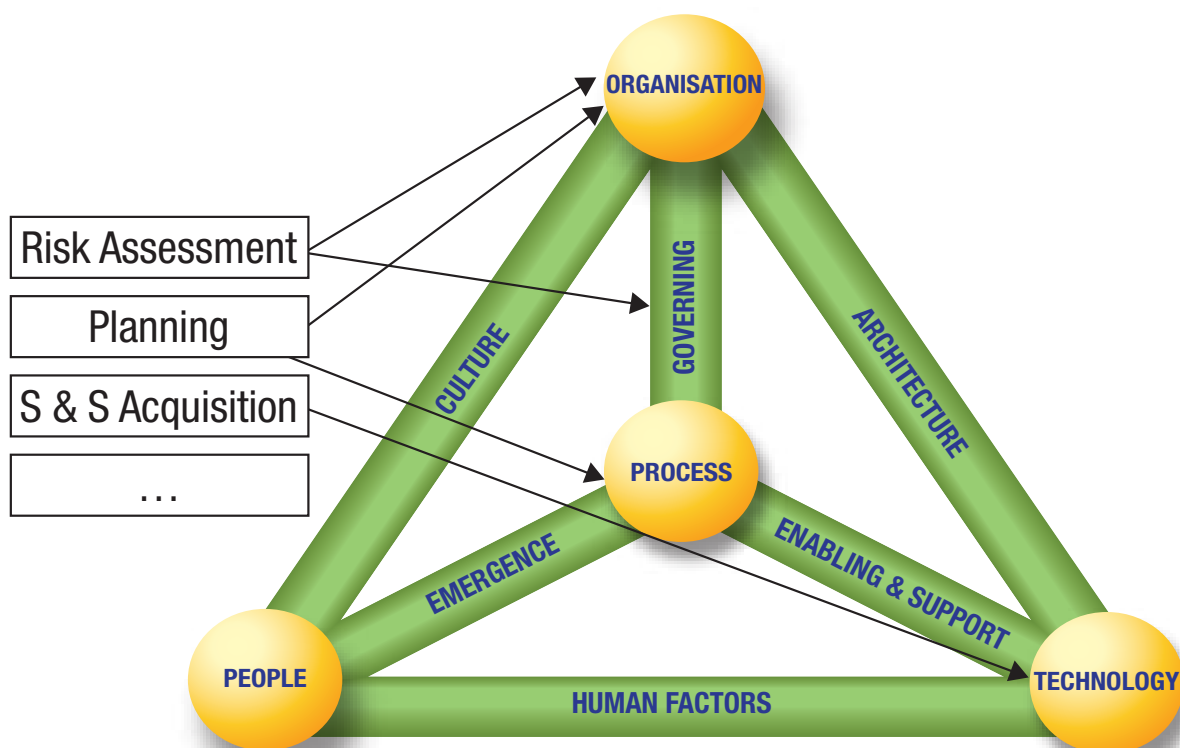 ORGANISATION
Risk Assessment
Planning
S & S Acquisition
...
CULTURE
GOVERNING
ARCHITECTURE
PROCESS
EMERGENCE
ENABLING & SUPPORT
PEOPLE
TECHNOLOGY
HUMAN FACTORS